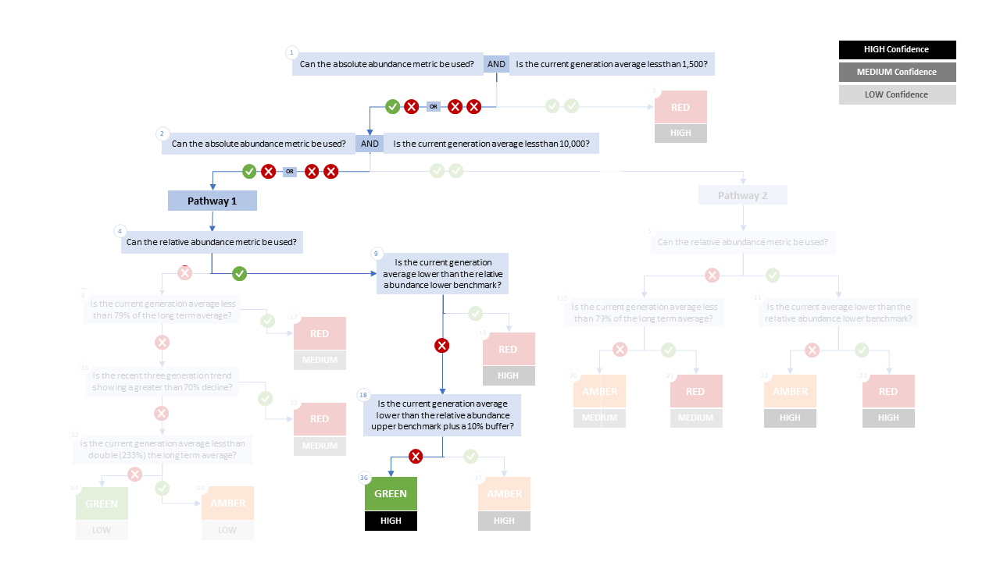 HIGH Confidence
MEDIUM Confidence
LOW Confidence
1
Can the absolute abundance metric be used?
AND
Is the current generation average less than 1,500?
OR
3
RED
HIGH
2
Can the absolute abundance metric be used?
AND
Is the current generation average less than 10,000?
OR
Pathway 1
Pathway 2
4
Can the relative abundance metric be used?
5
Can the relative abundance metric be used?
9
Is the current generation
average lower than the relative
abundance lower benchmark?
8
Is the current generation average less
than 79% of the long term average?
17
RED
MEDIUM
19
RED
HIGH
10
Is the current generation average less
than 79% of the long term average?
11
Is the current generation average lower than the
relative abundance lower benchmark?
16
Is the recent three generation trend
showing a greater than 70% decline?
33
RED
MEDIUM
18
Is the current generation average
lower than the relative abundance
upper benchmark plus a 10% buffer?
20
AMBER
MEDIUM
21
RED
MEDIUM
22
AMBER
HIGH
23
RED
HIGH
32
Is the current generation average less than
double (233%) the long term average?
64
GREEN
LOW
65
AMBER
LOW
36
GREEN
HIGH
37
AMBER
HIGH